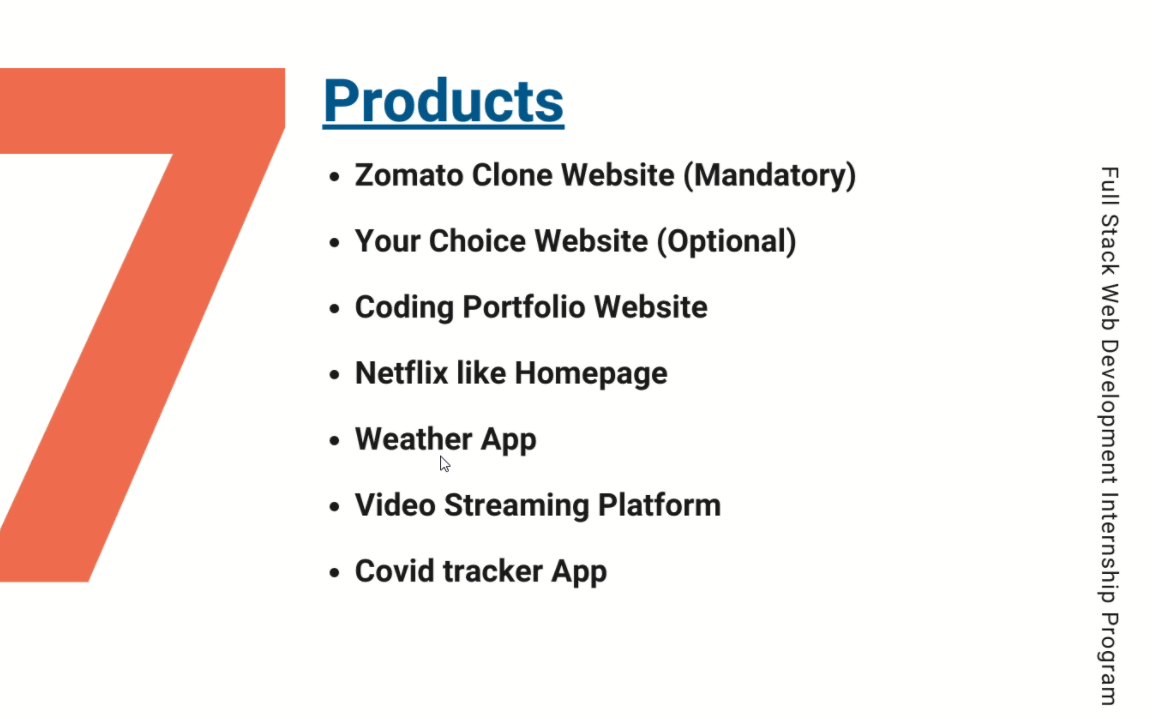 7
Products
• Zomato Clone Website (Mandatory)
• Your Choice Website (Optional)
• Coding Portfolio Website
• Netflix like Homepage
• Weather App
• Video Streaming Platform
• Covid tracker App
Full Stack Web Development Internship Program